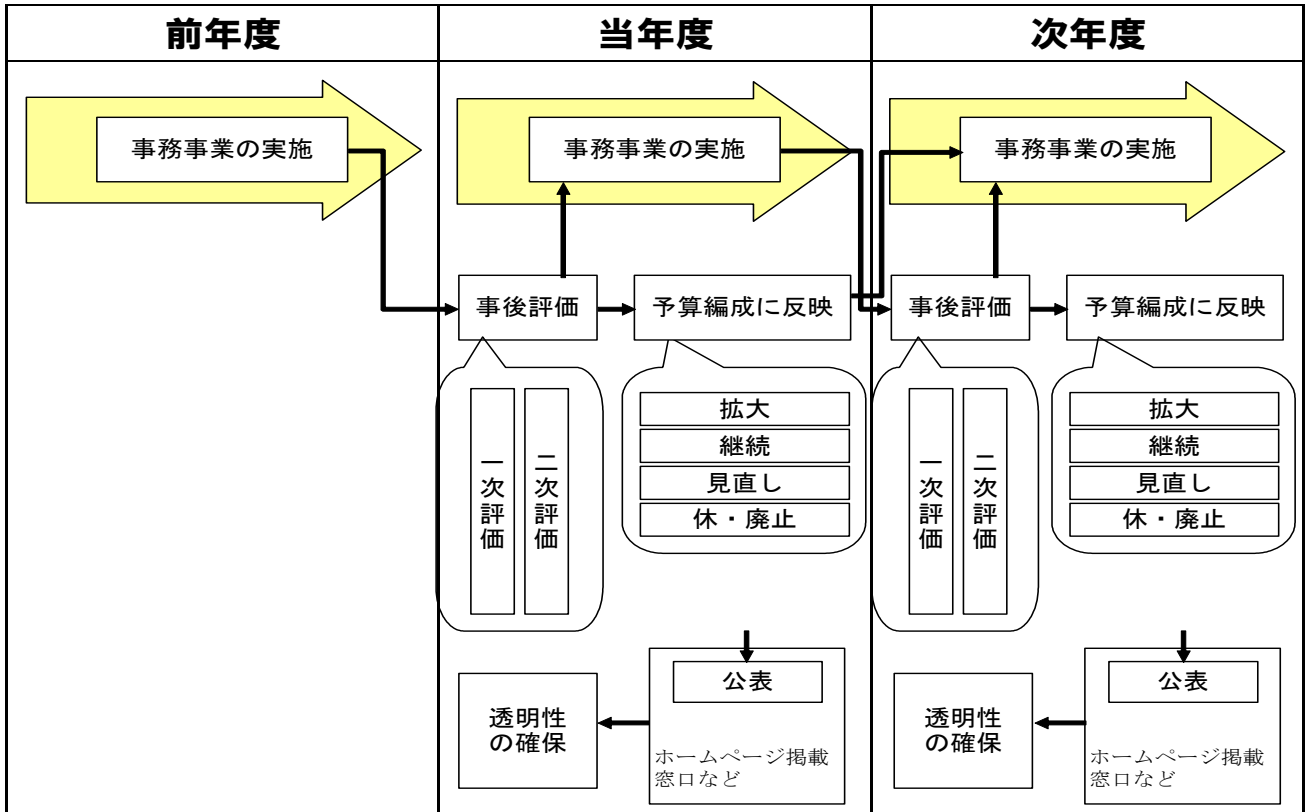 前年度
当年度
次年度
事務事業の実施
事務事業の実施
事務事業の実施
事後評価
予算編成に反映
事後評価
予算編成に反映
一次評価
二次評価
拡大
継続
見直し
休・廃止
一次評価
二次評価
拡大
継続
見直し
休・廃止
透明性
の確保
公表
ホームページ掲載
窓口など
透明性
の確保
公表
ホームページ掲載
窓口など